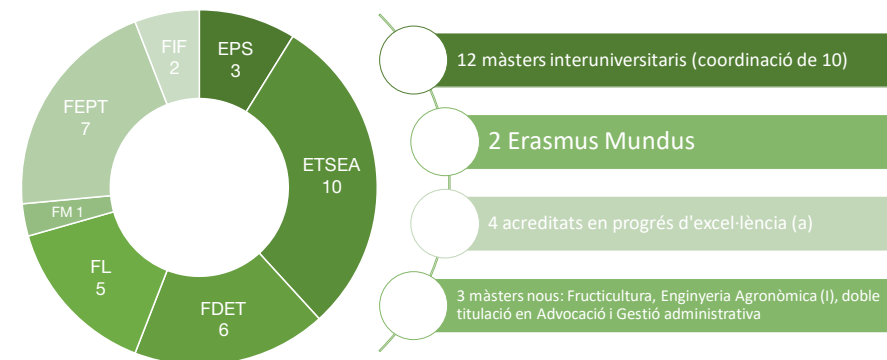 EPS
3
ETSEA
10
FDET
6
FL
5
FM 1
FEPT
7
FIF
2
12 màsters interuniversitaris (coordinació de 10)
2 Erasmus Mundus
4 acreditats en progrés d'excel·lència (a)
3 màsters nous: Fructicultura, Enginyeria Agronòmica (I), doble
titulació en Advocació i Gestió administrativa